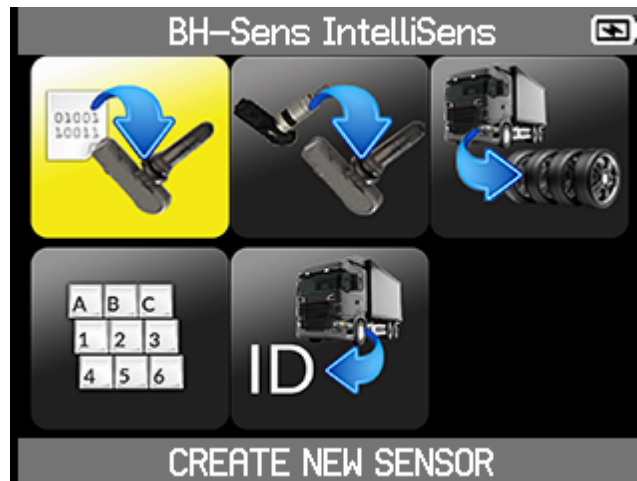 BH-Sens IntelliSens
01001
10011
A B C
1 2 3
4 5 6
ID
CREATE NEW SENSOR